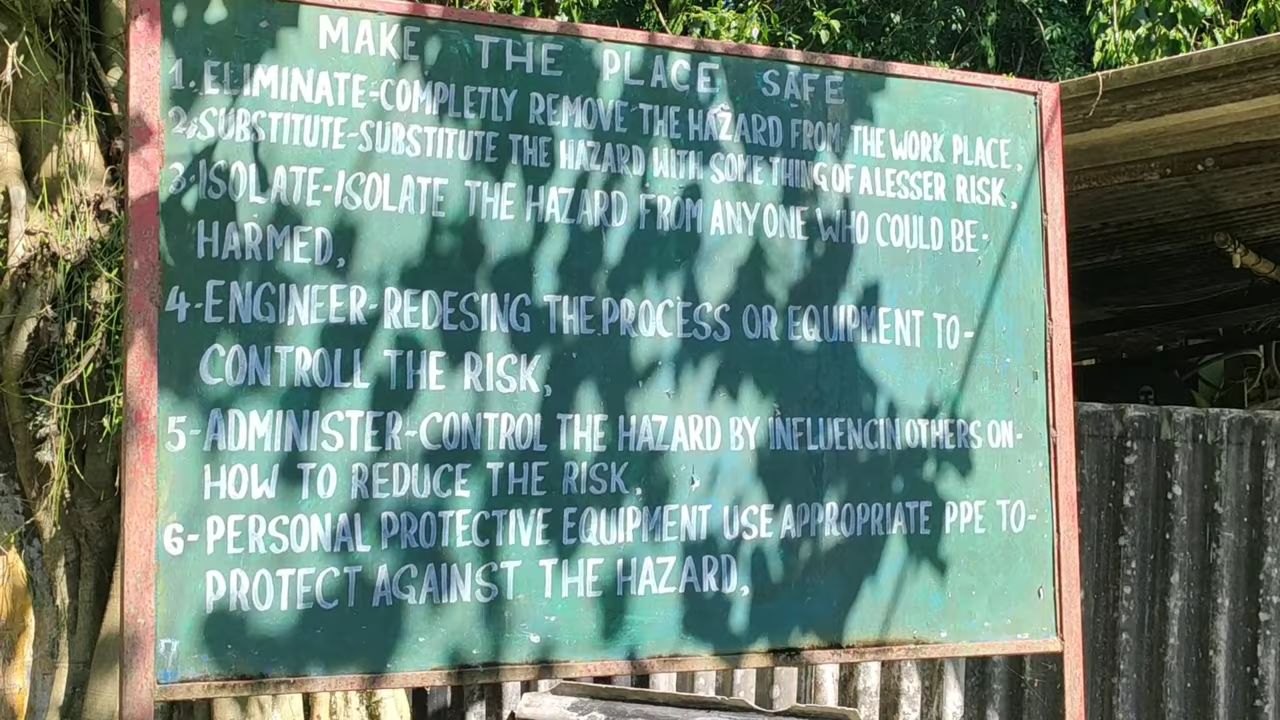 MAKE THE PLACE SAFE
1. ELIMINATE-COMPLETLY REMOVE THE HAZARD FROM THE WORK PLACE,
2, SUBSTITUTE-SUBSTITUTE THE HAZARD WITH SOME THING OF A LESSER RISK,
3-ISOLATE-ISOLATE THE HAZARD FROM ANY ONE WHO COULD BE-
HARMED,
4-ENGINEER-REDESING THE PROCESS OR EQUIPMENT TO-
CONTROLL THE RISK,
5-ADMINISTER-CONTROL THE HAZARD BY INFLUENCIN OTHERS ON-
HOW TO REDUCE THE RISK,
6-PERSONAL PROTECTIVE EQUIPMENT USE APPROPRIATE PPE TO-
PROTECT AGAINST THE HAZARD,